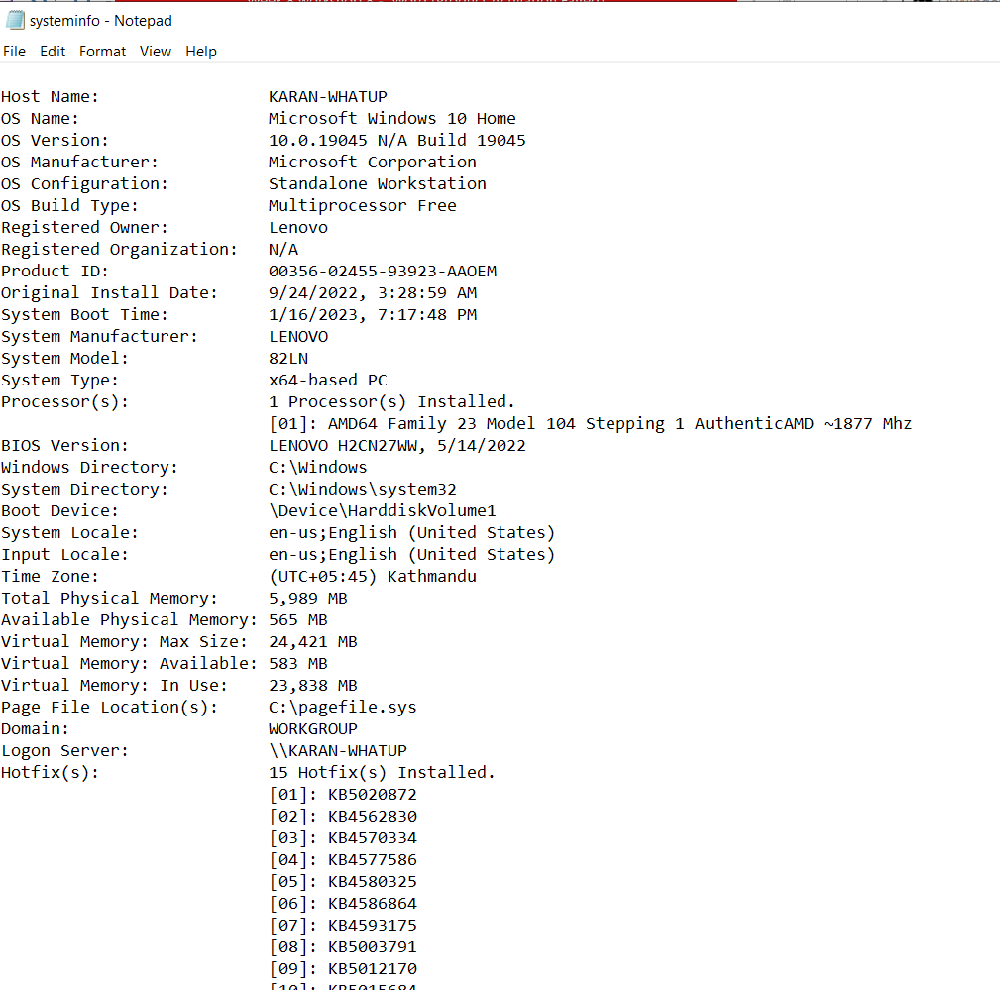 systeminfo - Notepad
File Edit Format View Help
Host Name: KARAN-WHATUP
OS Name: Microsoft Windows 10 Home
OS Version: 10.0.19045 N/A Build 19045
OS Manufacturer: Microsoft Corporation
OS Configuration: Standalone Workstation
OS Build Type: Multiprocessor Free
Registered Owner: Lenovo
Registered Organization: N/A
Product ID: 00356-02455-93923-AAOEM
Original Install Date: 9/24/2022, 3:28:59 AM
System Boot Time: 1/16/2023, 7:17:48 PM
System Manufacturer: LENOVO
System Model: 82LN
System Type: x64-based PC
Processor(s): 1 Processor(s) Installed.
[01]: AMD64 Family 23 Model 104 Stepping 1 AuthenticAMD ~1877 Mhz
BIOS Version: LENOVO H2CN27WW, 5/14/2022
Windows Directory: C:\Windows
System Directory: C:\Windows\system32
Boot Device: \Device\HarddiskVolume1
System Locale: en-us;English (United States)
Input Locale: en-us;English (United States)
Time Zone: (UTC+05:45) Kathmandu
Total Physical Memory: 5,989 MB
Available Physical Memory: 565 MB
Virtual Memory: Max Size: 24,421 MB
Virtual Memory: Available: 583 MB
Virtual Memory: In Use: 23,838 MB
Page File Location(s): C:\pagefile.sys
Domain: WORKGROUP
Logon Server: \\KARAN-WHATUP
Hotfix(s): 15 Hotfix(s) Installed.
[01]: KB5020872
[02]: KB4562830
[03]: KB4570334
[04]: KB4577586
[05]: KB4580325
[06]: KB4586864
[07]: KB4593175
[08]: KB5003791
[09]: KB5012170
[10]: KB5015684